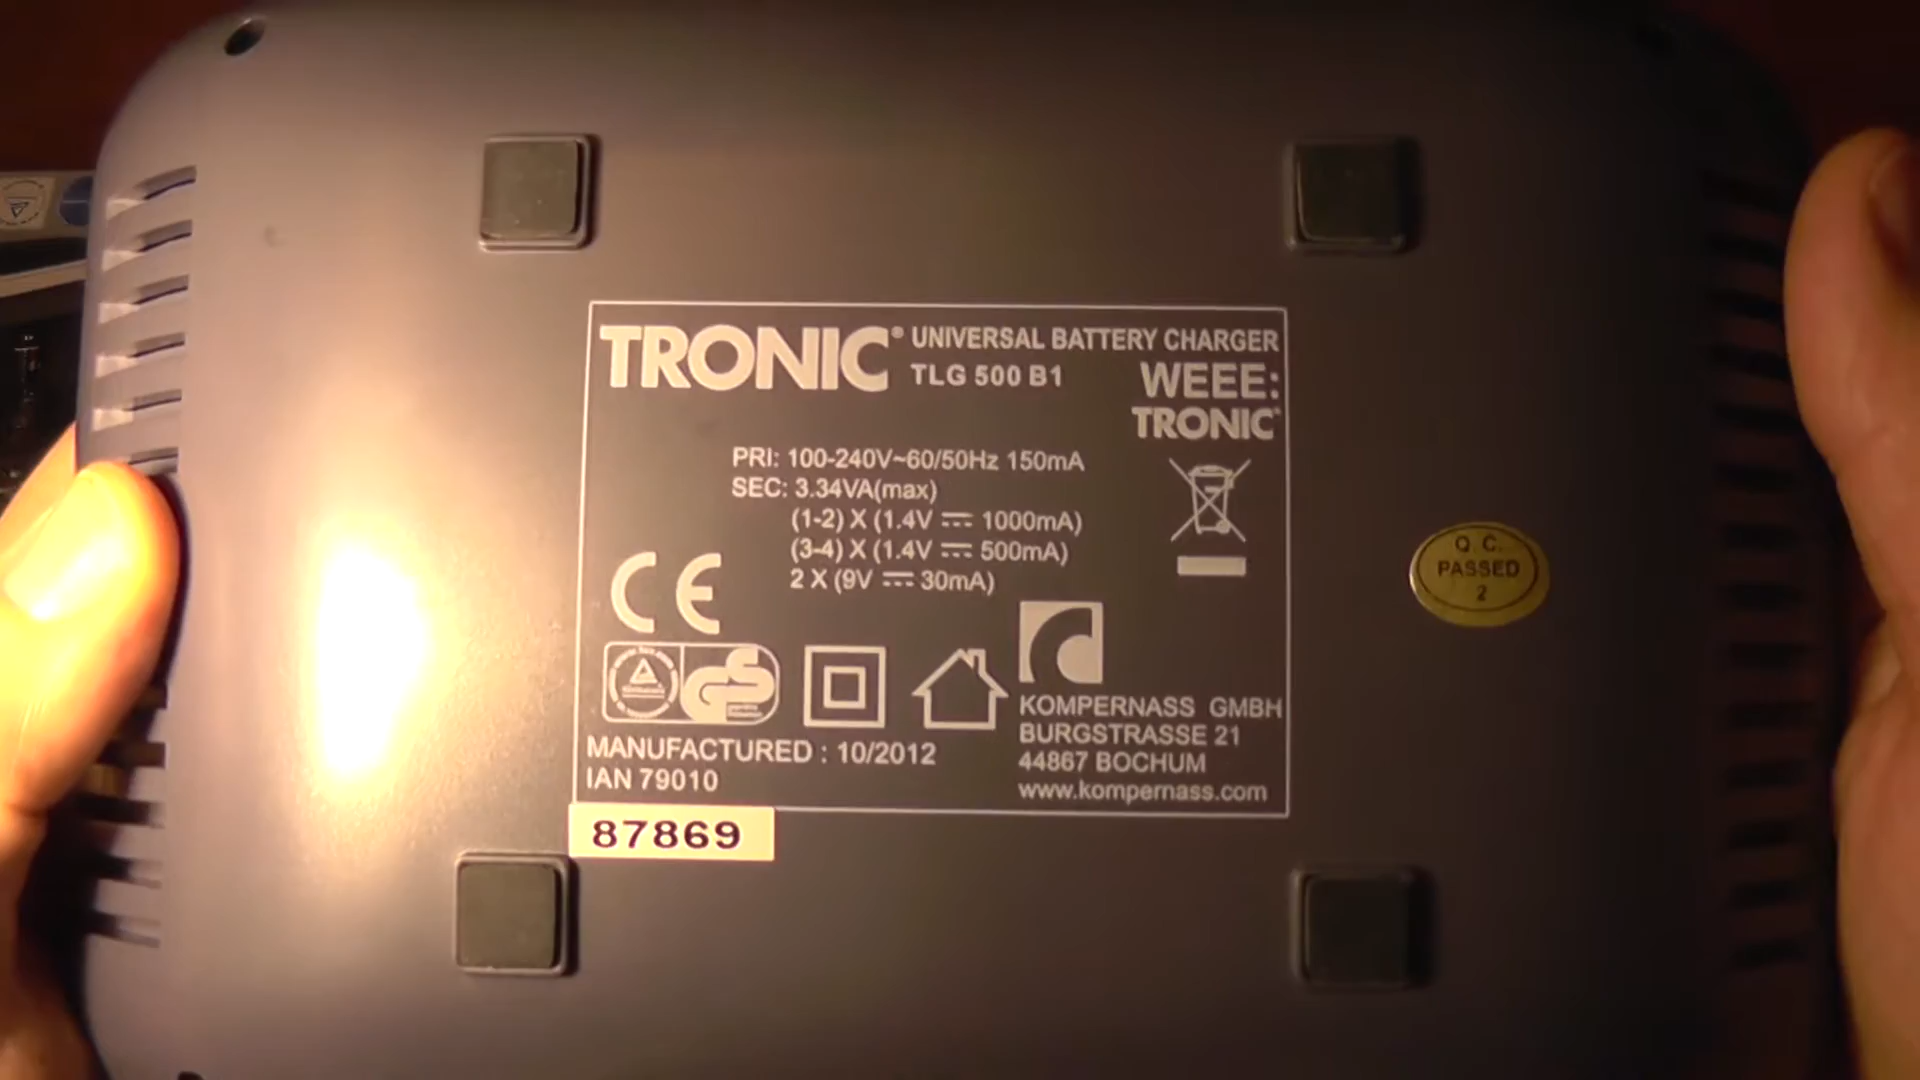 TRONIC® UNIVERSAL BATTERY CHARGER
TLG 500 B1
WEEE:
TRONIC
PRI: 100-240V~60/50Hz 150mA
SEC: 3.34VA(max)
(1-2) X (1.4V ⎓ 1000mA)
(3-4) X (1.4V ⎓ 500mA)
2 X (9V ⎓ 30mA)
CE
GS
KOMPERNASS GMBH
BURGSTRASSE 21
44867 BOCHUM
www.kompernass.com
MANUFACTURED : 10/2012
IAN 79010
87869
Q.C.
PASSED
2